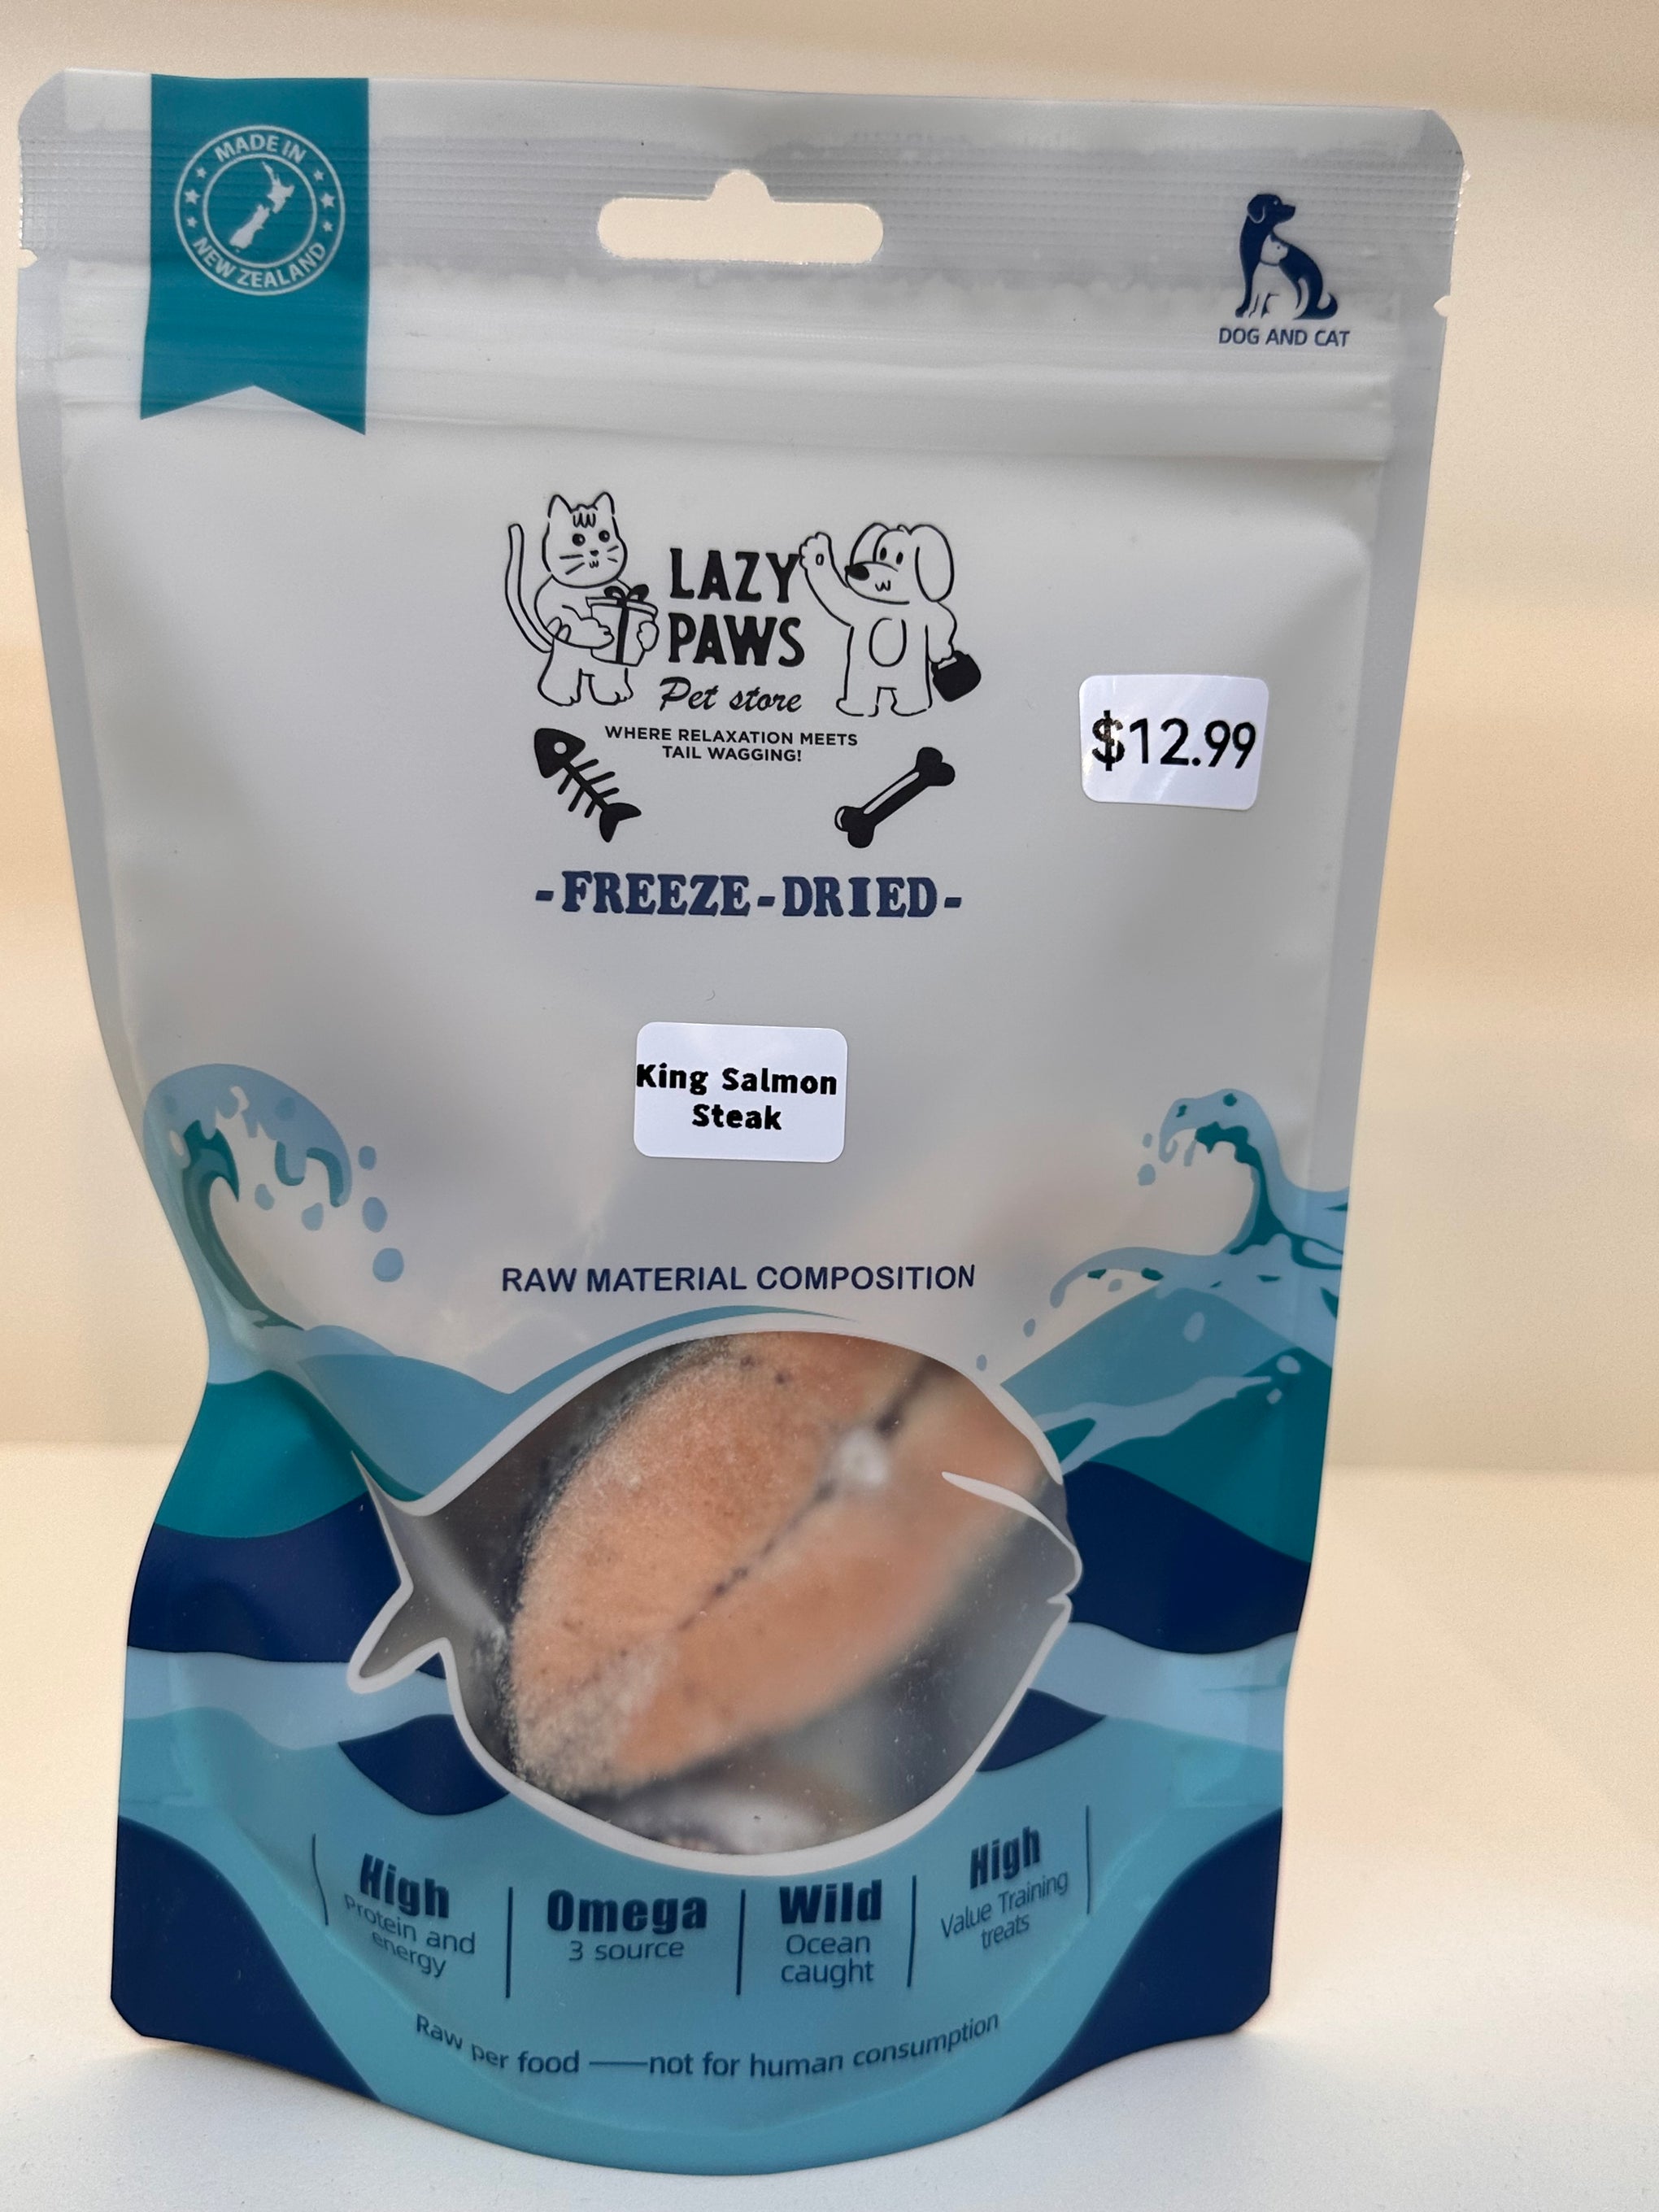 MADE IN
NEW ZEALAND
DOG AND CAT
LAZY
PAWS
Pet store
WHERE RELAXATION MEETS
TAIL WAGGING!
$12.99
-FREEZE-DRIED-
King Salmon
Steak
RAW MATERIAL COMPOSITION
High
Protein and
energy
Omega
3 source
Wild
Ocean
caught
High
Value Training
treats
Raw per food —not for human consumption